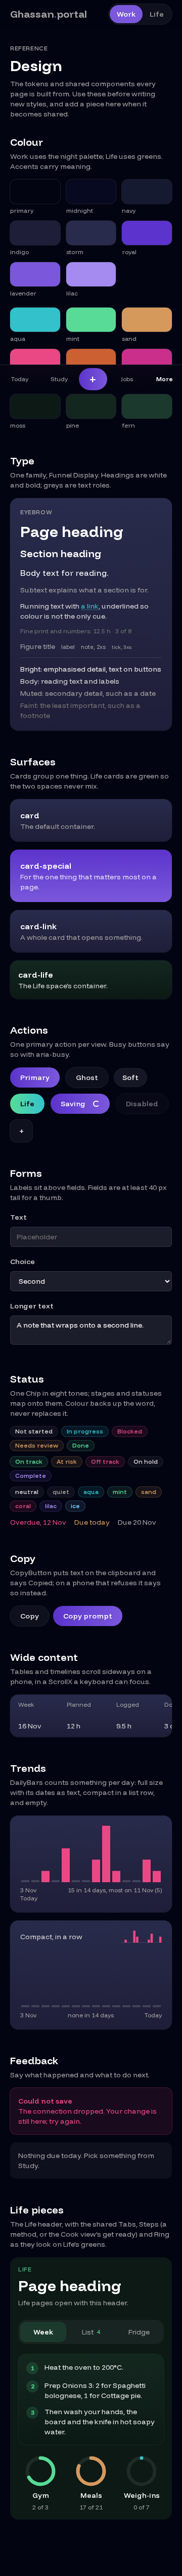 Ghassan.portal
Work Life
REFERENCE
Design
The tokens and shared components every
page is built from. Use these before writing
new styles, and add a piece here when it
becomes shared.
Colour
Work uses the night palette; Life uses greens.
Accents carry meaning.
primary midnight navy
indigo storm royal
lavender lilac
aqua mint sand
Today Study + Jobs More
moss pine fern
Type
One family, Funnel Display. Headings are white
and bold; greys are text roles.
EYEBROW
Page heading
Section heading
Body text for reading.
Subtext explains what a section is for.
Running text with a link, underlined so
colour is not the only cue.
Fine print and numbers 12.5 h 3 of 8
Figure title label note, 2xs tick, 3xs
Bright: emphasised detail, text on buttons
Body: reading text and labels
Muted: secondary detail, such as a date
Faint: the least important, such as a
footnote
Surfaces
Cards group one thing. Life cards are green so
the two spaces never mix.
card
The default container.
card-special
For the one thing that matters most on a
page.
card-link
A whole card that opens something.
card-life
The Life space's container.
Actions
One primary action per view. Busy buttons say
so with aria-busy.
Primary Ghost Soft
Life Saving Disabled
+
Forms
Labels sit above fields. Fields are at least 40 px
tall for a thumb.
Text
Placeholder
Choice
Second
Longer text
A note that wraps onto a second line.
Status
One Chip in eight tones; stages and statuses
map onto them. Colour backs up the word,
never replaces it.
Not started In progress Blocked
Needs review Done
On track At risk Off track On hold
Complete
neutral quiet aqua mint sand
coral lilac ice
Overdue, 12 Nov Due today Due 20 Nov
Copy
CopyButton puts text on the clipboard and
says Copied; on a phone that refuses it says
so instead.
Copy Copy prompt
Wide content
Tables and timelines scroll sideways on a
phone, in a ScrollX a keyboard can focus.
Week Planned Logged
16 Nov 12 h 9.5 h
Trends
DailyBars counts something per day: full size
with its dates as text, compact in a list row,
and empty.
3 Nov 15 in 14 days, most on 11 Nov (5)
Today
Compact, in a row
3 Nov none in 14 days Today
Feedback
Say what happened and what to do next.
Could not save
The connection dropped. Your change is
still here; try again.
Nothing due today. Pick something from
Study.
Life pieces
The Life header, with the shared Tabs, Steps (a
method, or the Cook view's get ready) and Ring
as they look on Life's greens.
LIFE
Page heading
Life pages open with this header.
Week List 4 Fridge
1 Heat the oven to 200°C.
2 Prep Onions 3: 2 for Spaghetti
bolognese, 1 for Cottage pie.
3 Then wash your hands, the
board and the knife in hot soapy
water.
Gym Meals Weigh-ins
2 of 3 17 of 21 0 of 7